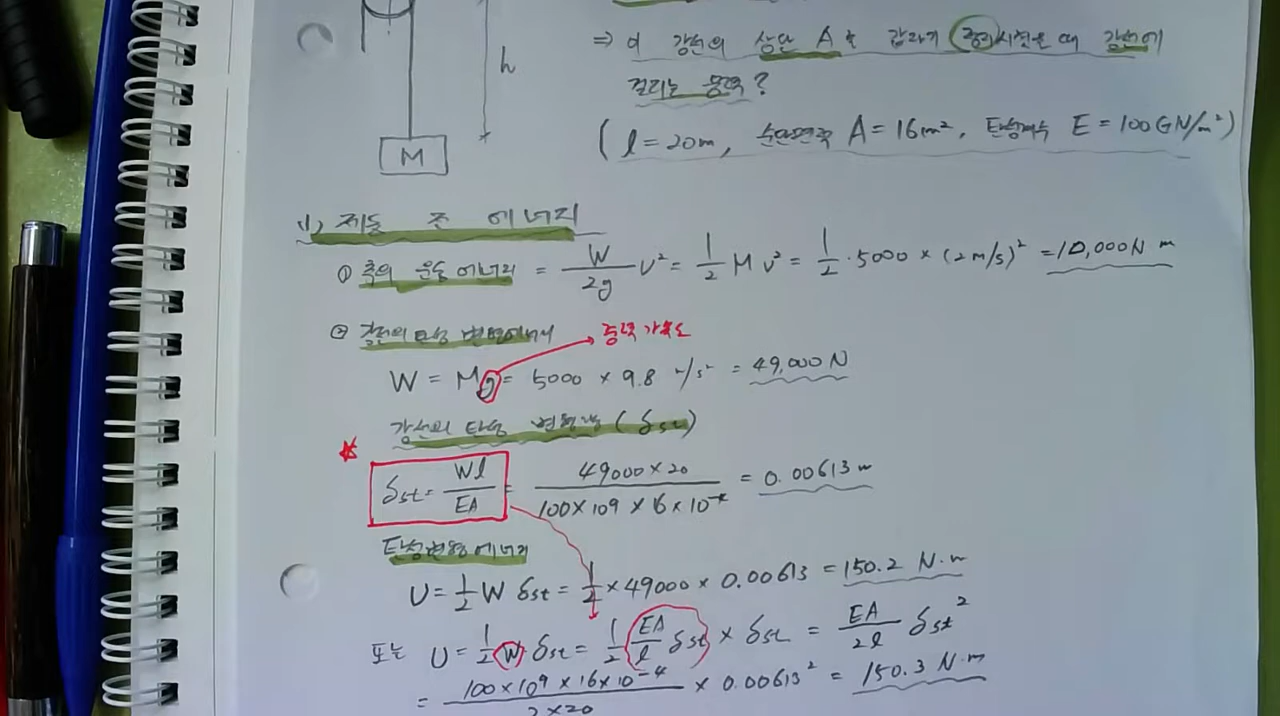 ⇒ 이 강선의 상단 A를 갑자기 정지시켰을 때 강선에
h
걸리는 응력?
(l = 20m, 순단면적 A = 16cm², 탄성계수 E = 100GN/m²)
M
1) 제동 전 에너지
① 추의 운동에너지 = W/2g v² = 1/2 M v² = 1/2 · 5000 × (2m/s)² = 10,000N m
② 강선의 탄성 변형에너지
중력 가속도
W = Mg = 5000 × 9.8 m/s² = 49,000 N
강선의 탄성 변형량 (δst)
δst = Wl/EA = 49000×20 / 100×109×16×10⁻⁴ = 0.00613 m
탄성변형에너지
U = 1/2 W δst = 1/2 × 49000 × 0.00613 = 150.2 N·m
또는 U = 1/2 W δst = 1/2 EA/l δst × δst = EA/2l δst²
= 100×10⁹×16×10⁻⁴ / 2×20 × 0.00613² = 150.3 N·m